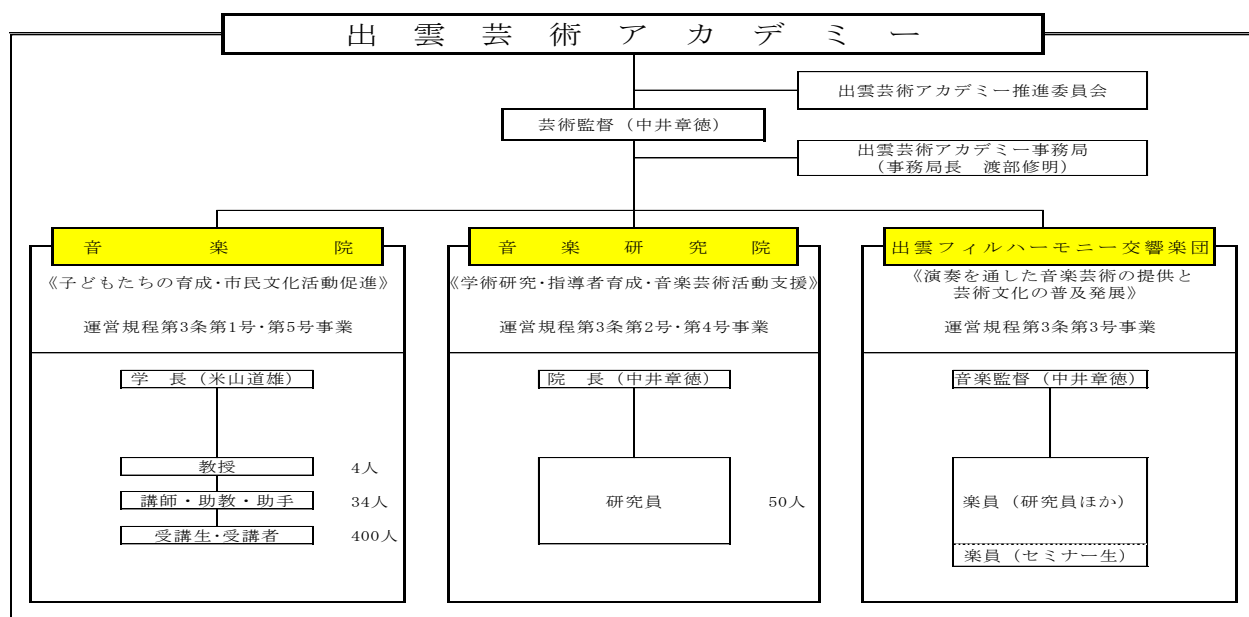 出雲芸術アカデミー
出雲芸術アカデミー推進委員会
芸術監督（中井章徳）
出雲芸術アカデミー事務局
（事務局長　渡部修明）
音楽院
《子どもたちの育成・市民文化活動促進》
運営規程第3条第1号・第5号事業
学　長（米山道雄）
教授　4人
講師・助教・助手　34人
受講生・受講者　400人
音楽研究院
《学術研究・指導者育成・音楽芸術活動支援》
運営規程第3条第2号・第4号事業
院　長（中井章徳）
研究員　50人
出雲フィルハーモニー交響楽団
《演奏を通した音楽芸術の提供と
芸術文化の普及発展》
運営規程第3条第3号事業
音楽監督（中井章徳）
楽員（研究員ほか）
楽員（セミナー生）